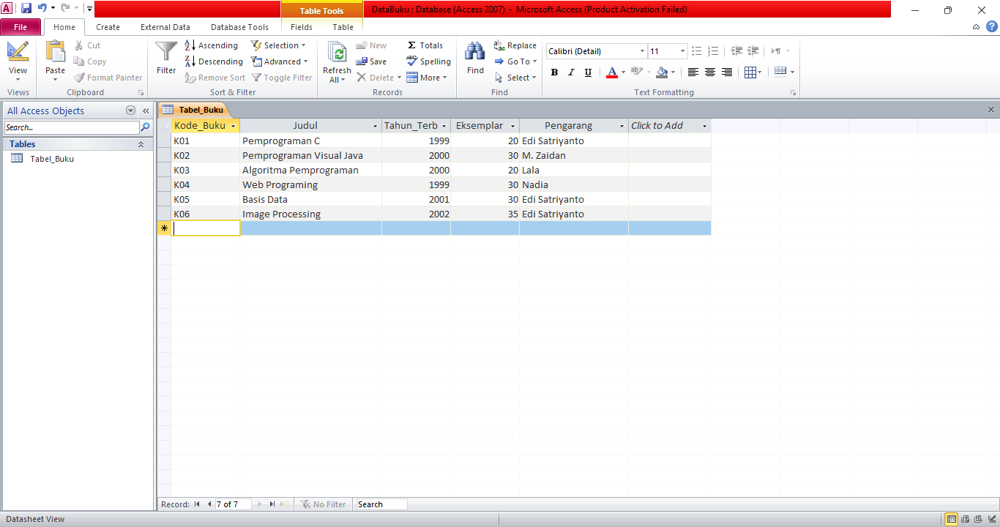 Table Tools
DataBuku : Database (Access 2007)  -  Microsoft Access (Product Activation Failed)
File Home Create External Data Database Tools Fields Table
View
Views
Paste
Cut
Copy
Format Painter
Clipboard
Filter
Ascending
Descending
Remove Sort
Selection
Advanced
Toggle Filter
Sort & Filter
Refresh
All
New
Save
Delete
Totals
Spelling
More
Records
Find
Replace
Go To
Select
Find
Calibri (Detail) 11
B I U A
Text Formatting
All Access Objects
Search...
Tables
Tabel_Buku
Tabel_Buku
Kode_Buku Judul Tahun_Terb Eksemplar Pengarang Click to Add
K01 Pemprograman C 1999 20 Edi Satriyanto
K02 Pemprograman Visual Java 2000 30 M. Zaidan
K03 Algoritma Pemprograman 2000 20 Lala
K04 Web Programing 1999 30 Nadia
K05 Basis Data 2001 30 Edi Satriyanto
K06 Image Processing 2002 35 Edi Satriyanto
Record: 7 of 7 No Filter Search
Datasheet View